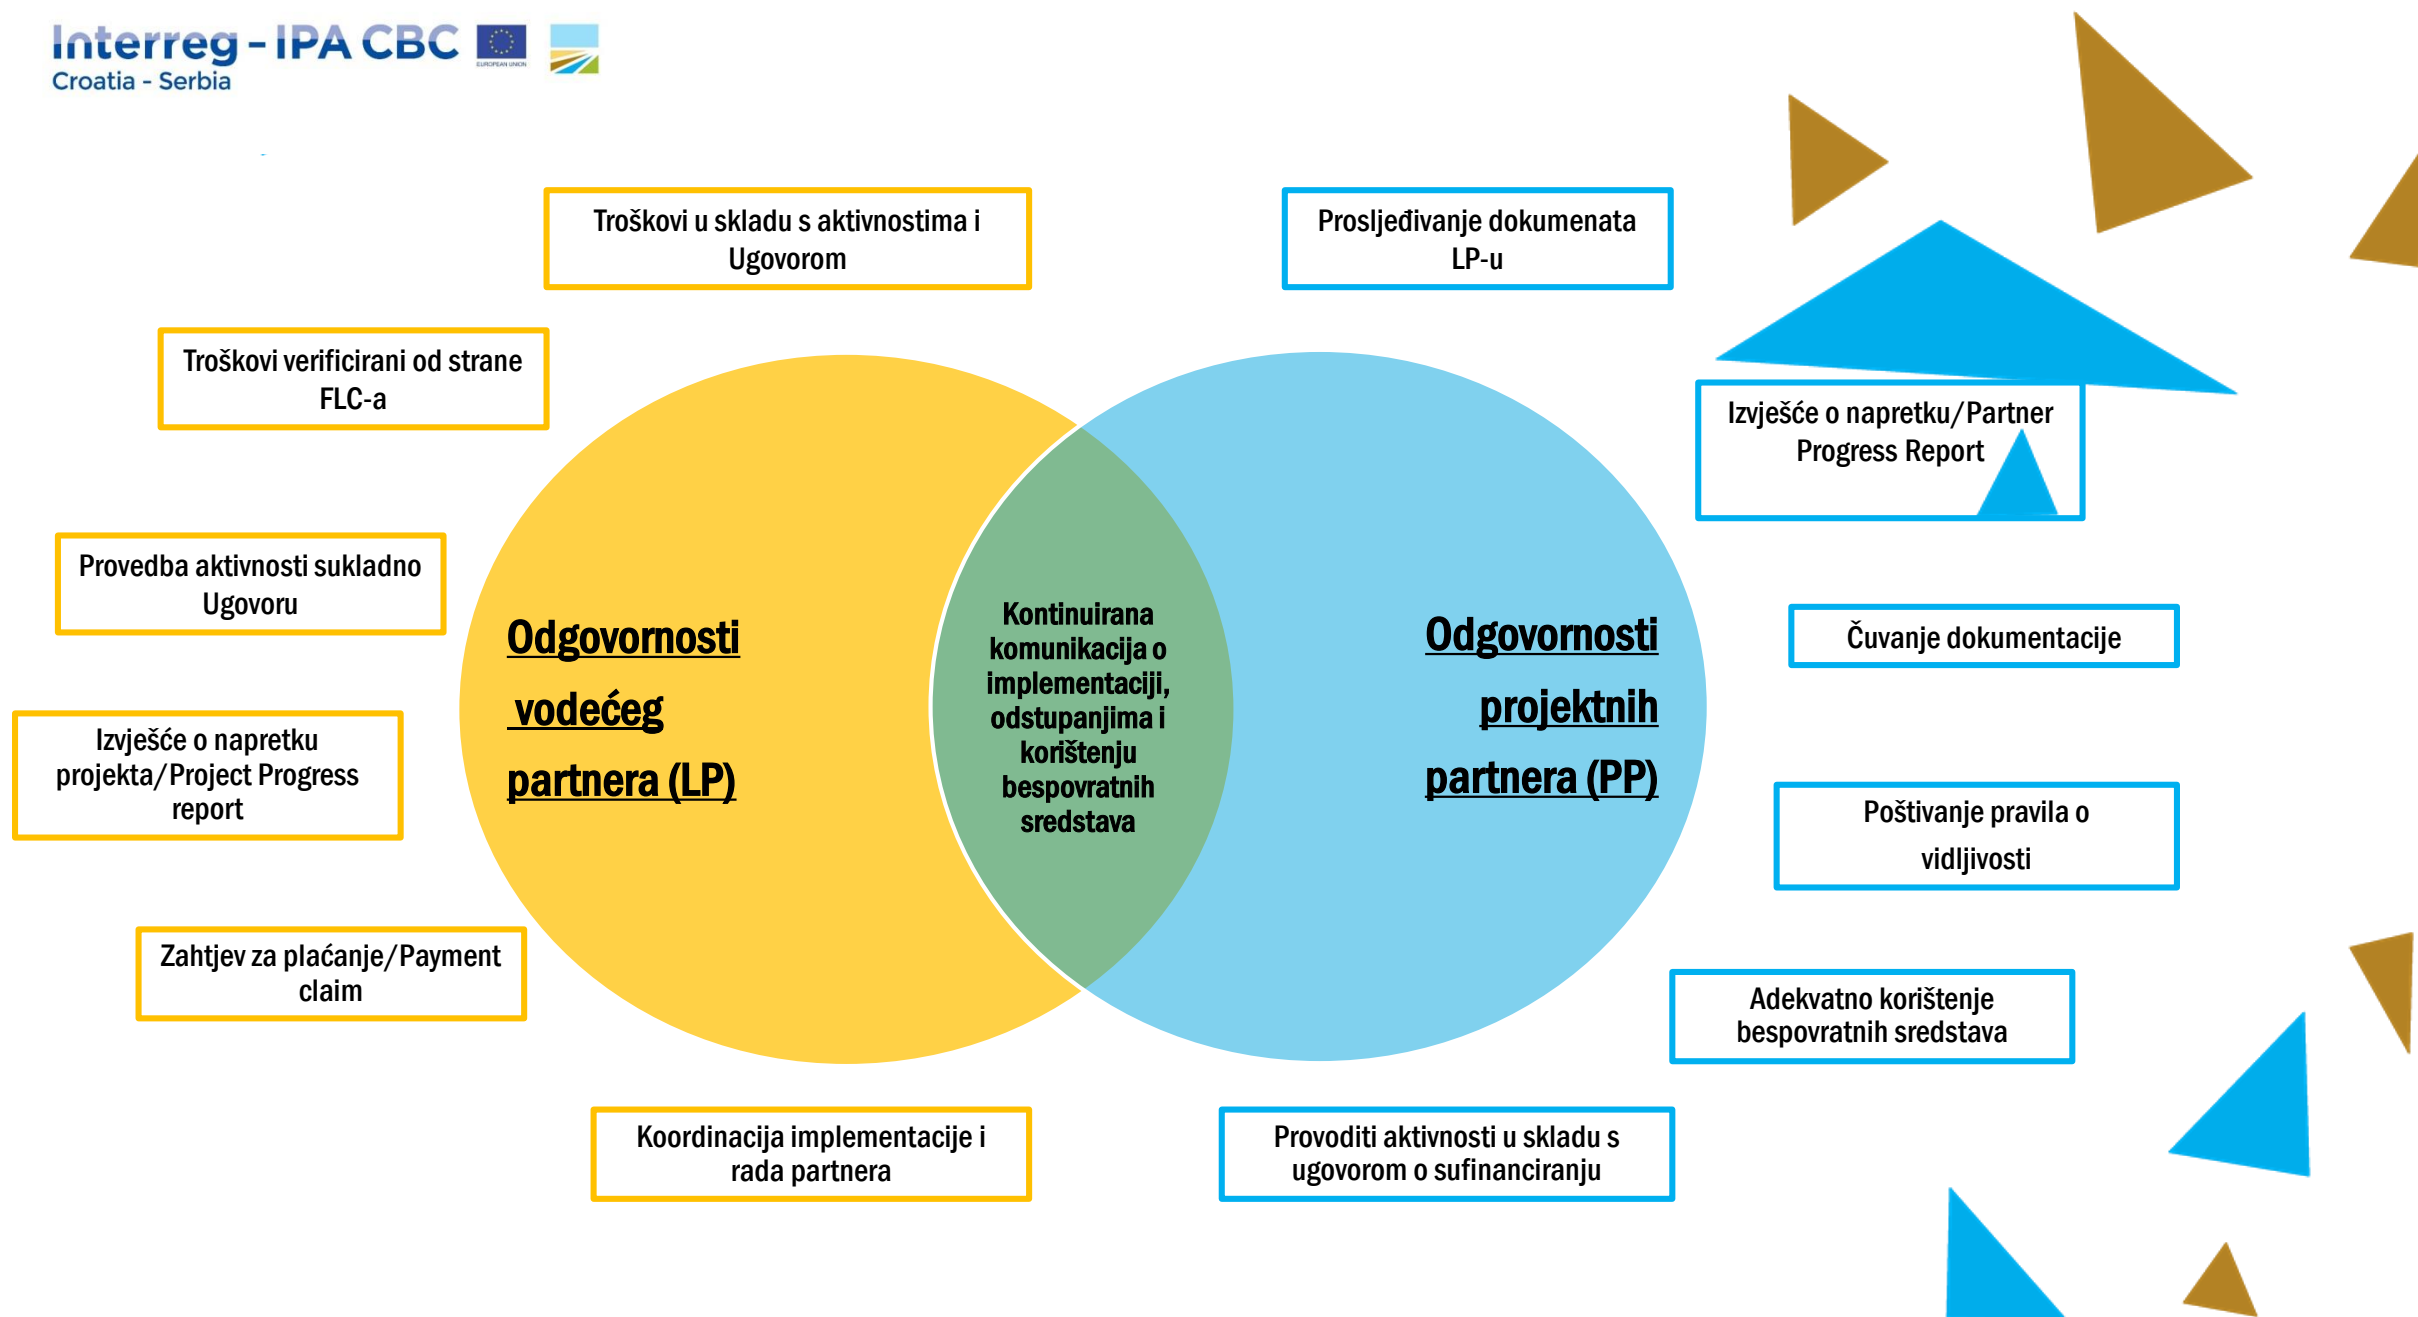 Interreg - IPA CBC
EUROPEAN UNION
Croatia - Serbia
Troškovi u skladu s aktivnostima i
Ugovorom
Prosljeđivanje dokumenata
LP-u
Troškovi verificirani od strane
FLC-a
Izvješće o napretku/Partner
Progress Report
Provedba aktivnosti sukladno
Ugovoru
Odgovornosti
vodećeg
partnera (LP)
Kontinuirana
komunikacija o
implementaciji,
odstupanjima i
korištenju
bespovratnih
sredstava
Odgovornosti
projektnih
partnera (PP)
Čuvanje dokumentacije
Izvješće o napretku
projekta/Project Progress
report
Poštivanje pravila o
vidljivosti
Zahtjev za plaćanje/Payment
claim
Adekvatno korištenje
bespovratnih sredstava
Koordinacija implementacije i
rada partnera
Provoditi aktivnosti u skladu s
ugovorom o sufinanciranju